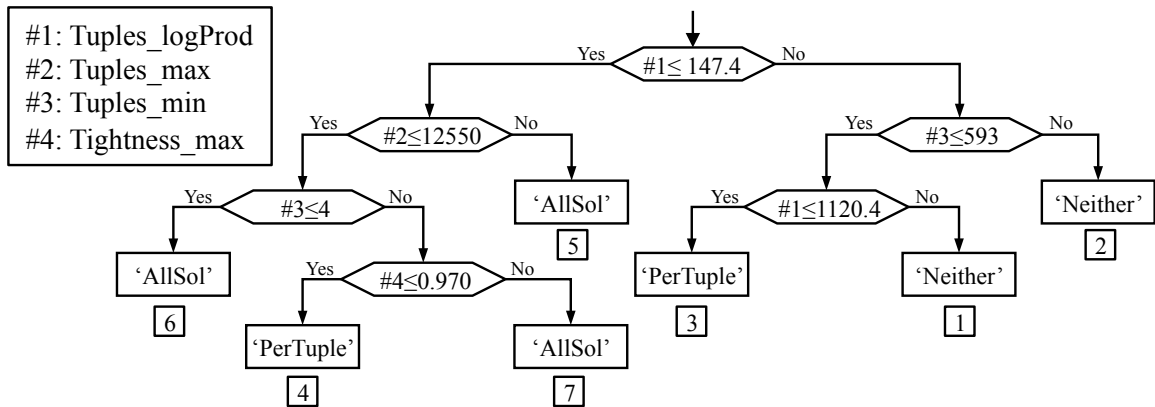 #1: Tuples_logProd
#2: Tuples_max
#3: Tuples_min
#4: Tightness_max
Yes #1≤ 147.4 No
Yes #2≤12550 No
Yes #3≤593 No
Yes #3≤4 No
‘AllSol’
5
Yes #1≤1120.4 No
‘Neither’
2
‘AllSol’
6
Yes #4≤0.970 No
‘PerTuple’
3
‘Neither’
1
‘PerTuple’
4
‘AllSol’
7